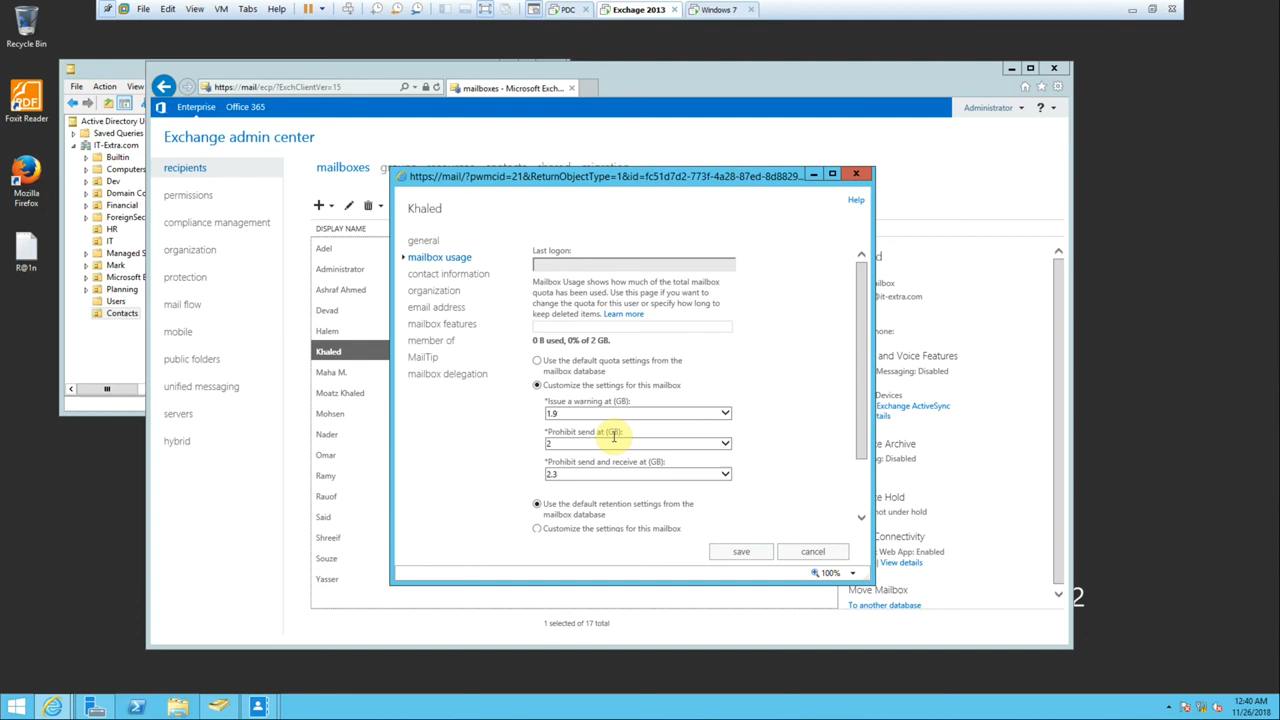 File Edit View VM Tabs Help
PDC
Exchage 2013
Windows 7
Recycle Bin
Foxit Reader
Mozilla
Firefox
R@1n
File Action View
Active Directory U
Saved Queries
IT-Extra.com
Builtin
Computers
Dev
Domain Co
Financial
ForeignSec
HR
IT
Managed S
Mark
Microsoft E
Planning
Users
Contacts
https://mail/ecp/?ExchClientVer=15
mailboxes - Microsoft Exch...
Enterprise Office 365
Administrator
?
Exchange admin center
recipients
permissions
compliance management
organization
protection
mail flow
mobile
public folders
unified messaging
servers
hybrid
mailboxes
DISPLAY NAME
Adel
Administrator
Ashraf Ahmed
Devad
Halem
Khaled
Maha M.
Moatz Khaled
Mohsen
Nader
Omar
Ramy
Rauof
Said
Shreeif
Souze
Yasser
1 selected of 17 total
https://mail/?pwmcid=21&ReturnObjectType=1&id=fc51d7d2-773f-4a28-87ed-8d8829...
Help
Khaled
general
mailbox usage
contact information
organization
email address
mailbox features
member of
MailTip
mailbox delegation
Last logon:
Mailbox Usage shows how much of the total mailbox
quota has been used. Use this page if you want to
change the quota for this user or specify how long to
keep deleted items. Learn more
0 B used, 0% of 2 GB.
Use the default quota settings from the
mailbox database
Customize the settings for this mailbox
*Issue a warning at (GB):
1.9
*Prohibit send at (GB):
2
*Prohibit send and receive at (GB):
2.3
Use the default retention settings from the
mailbox database
Customize the settings for this mailbox
save
cancel
100%
d
ailbox
@it-extra.com
hone:
and Voice Features
Messaging: Disabled
Devices
Exchange ActiveSync
tails
e Archive
ng: Disabled
e Hold
not under hold
Connectivity
Web App: Enabled
View details
Move Mailbox
To another database
2
12:40 AM
11/26/2018